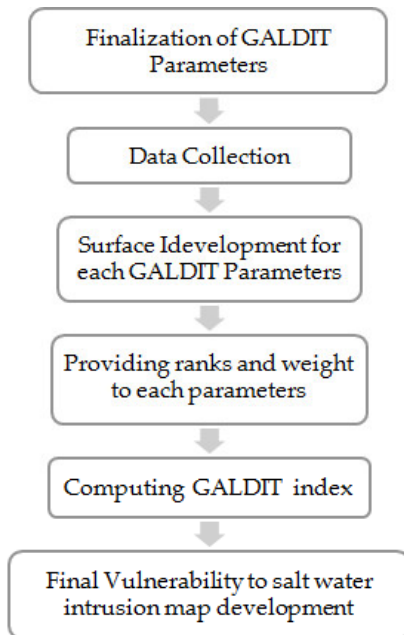 Finalization of GALDIT
Parameters
Data Collection
Surface Idevelopment for
each GALDIT Parameters
Providing ranks and weight
to each parameters
Computing GALDIT index
Final Vulnerability to salt water
intrusion map development